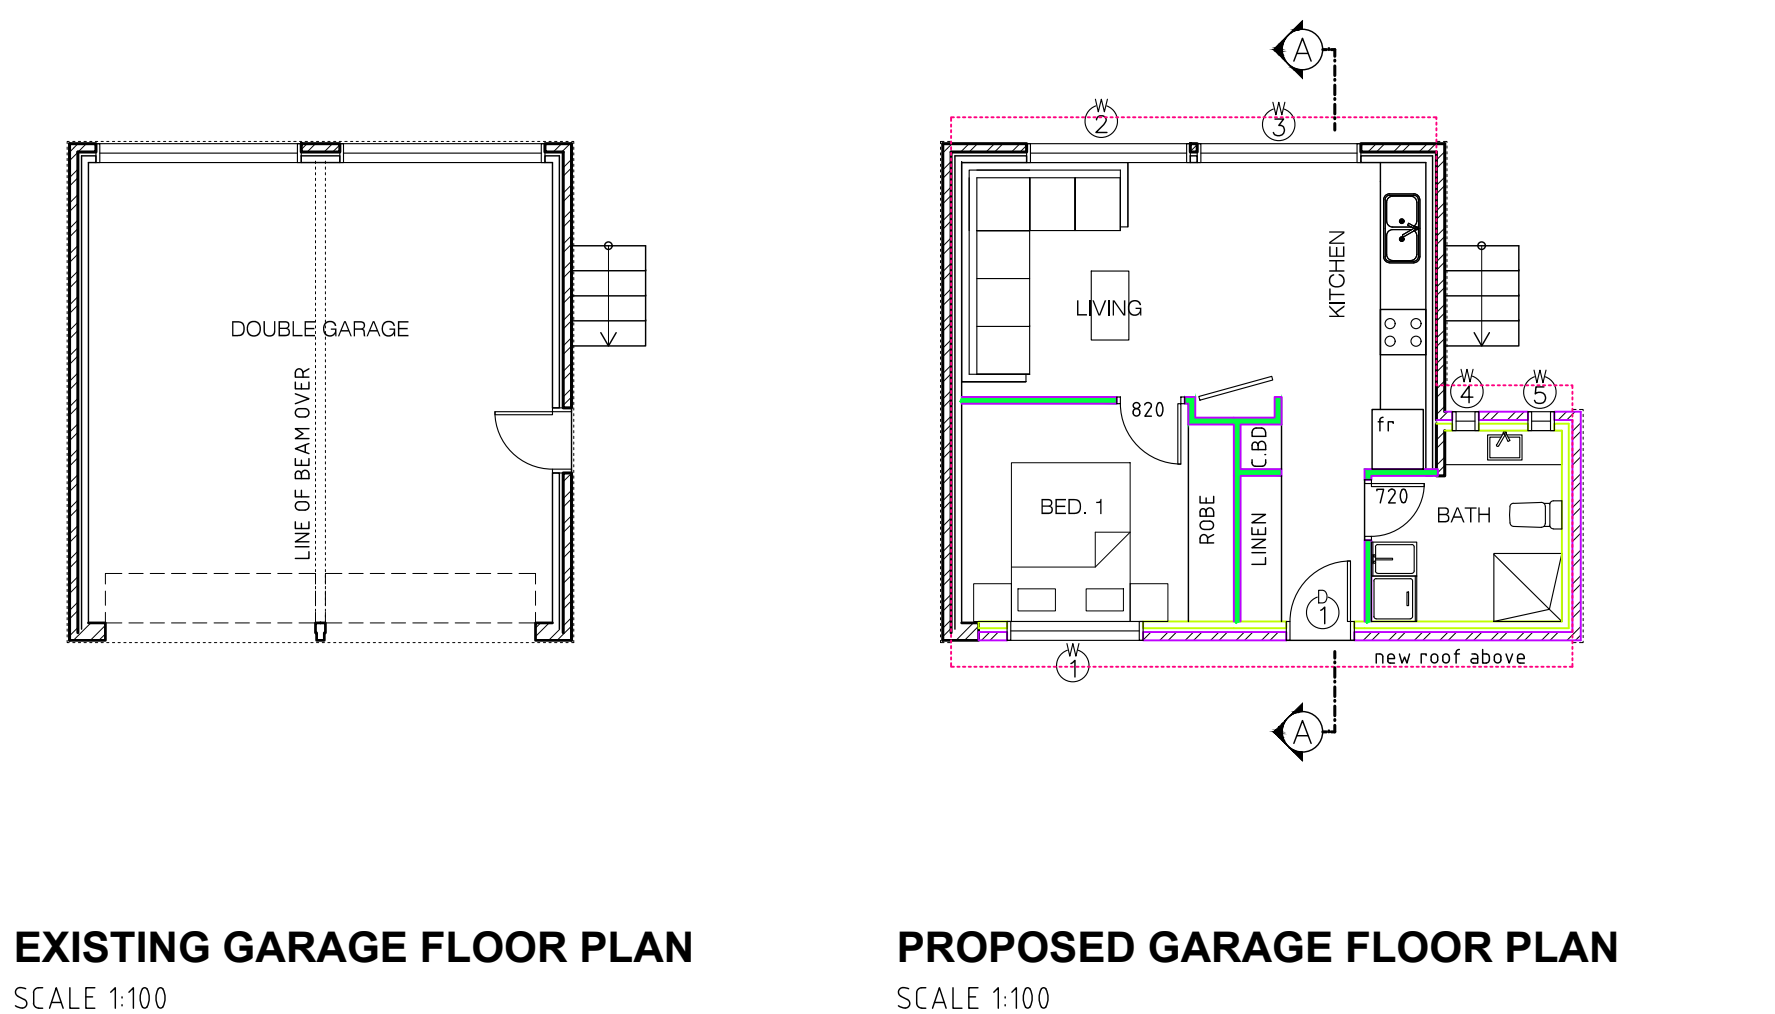 DOUBLE GARAGE
LINE OF BEAM OVER
EXISTING GARAGE FLOOR PLAN
SCALE 1:100
A
W
2
W
3
KITCHEN
LIVING
W
4
W
5
820
fr
C.BD
BED. 1
ROBE
LINEN
720
BATH
D
1
W
1
new roof above
A
PROPOSED GARAGE FLOOR PLAN
SCALE 1:100